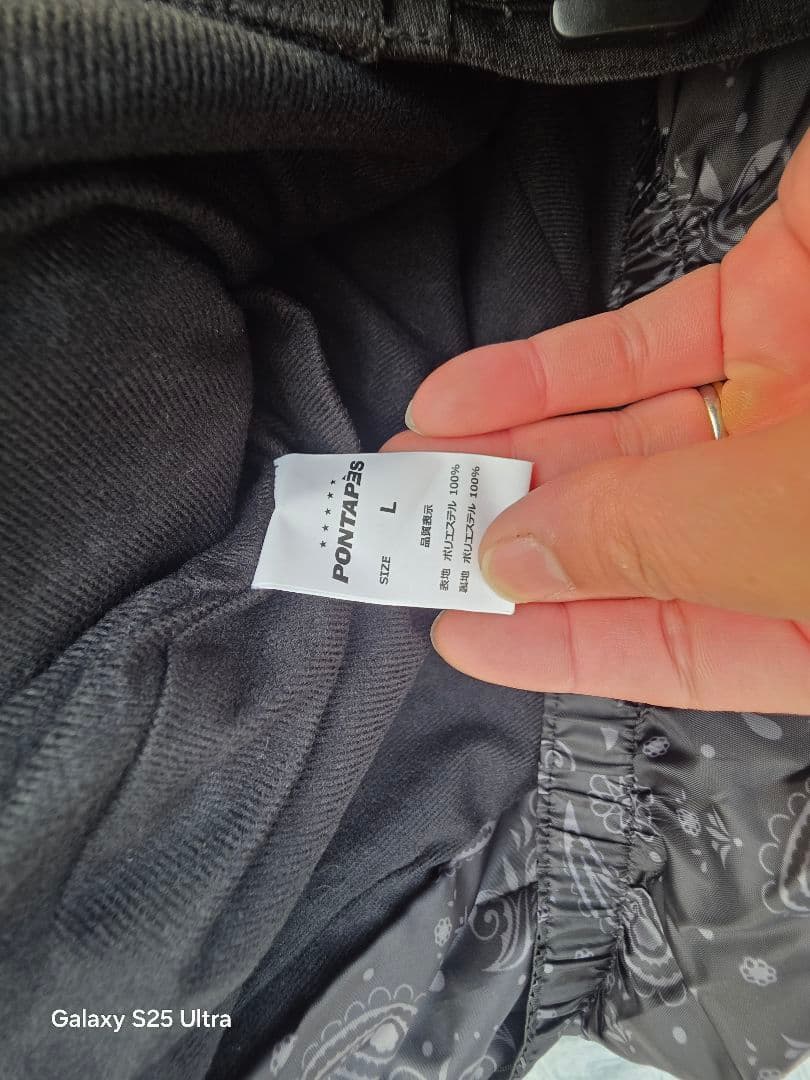 PONTAPÈS
SIZE L
品質表示
表地 ポリエステル 100%
裏地 ポリエステル 100%
Galaxy S25 Ultra